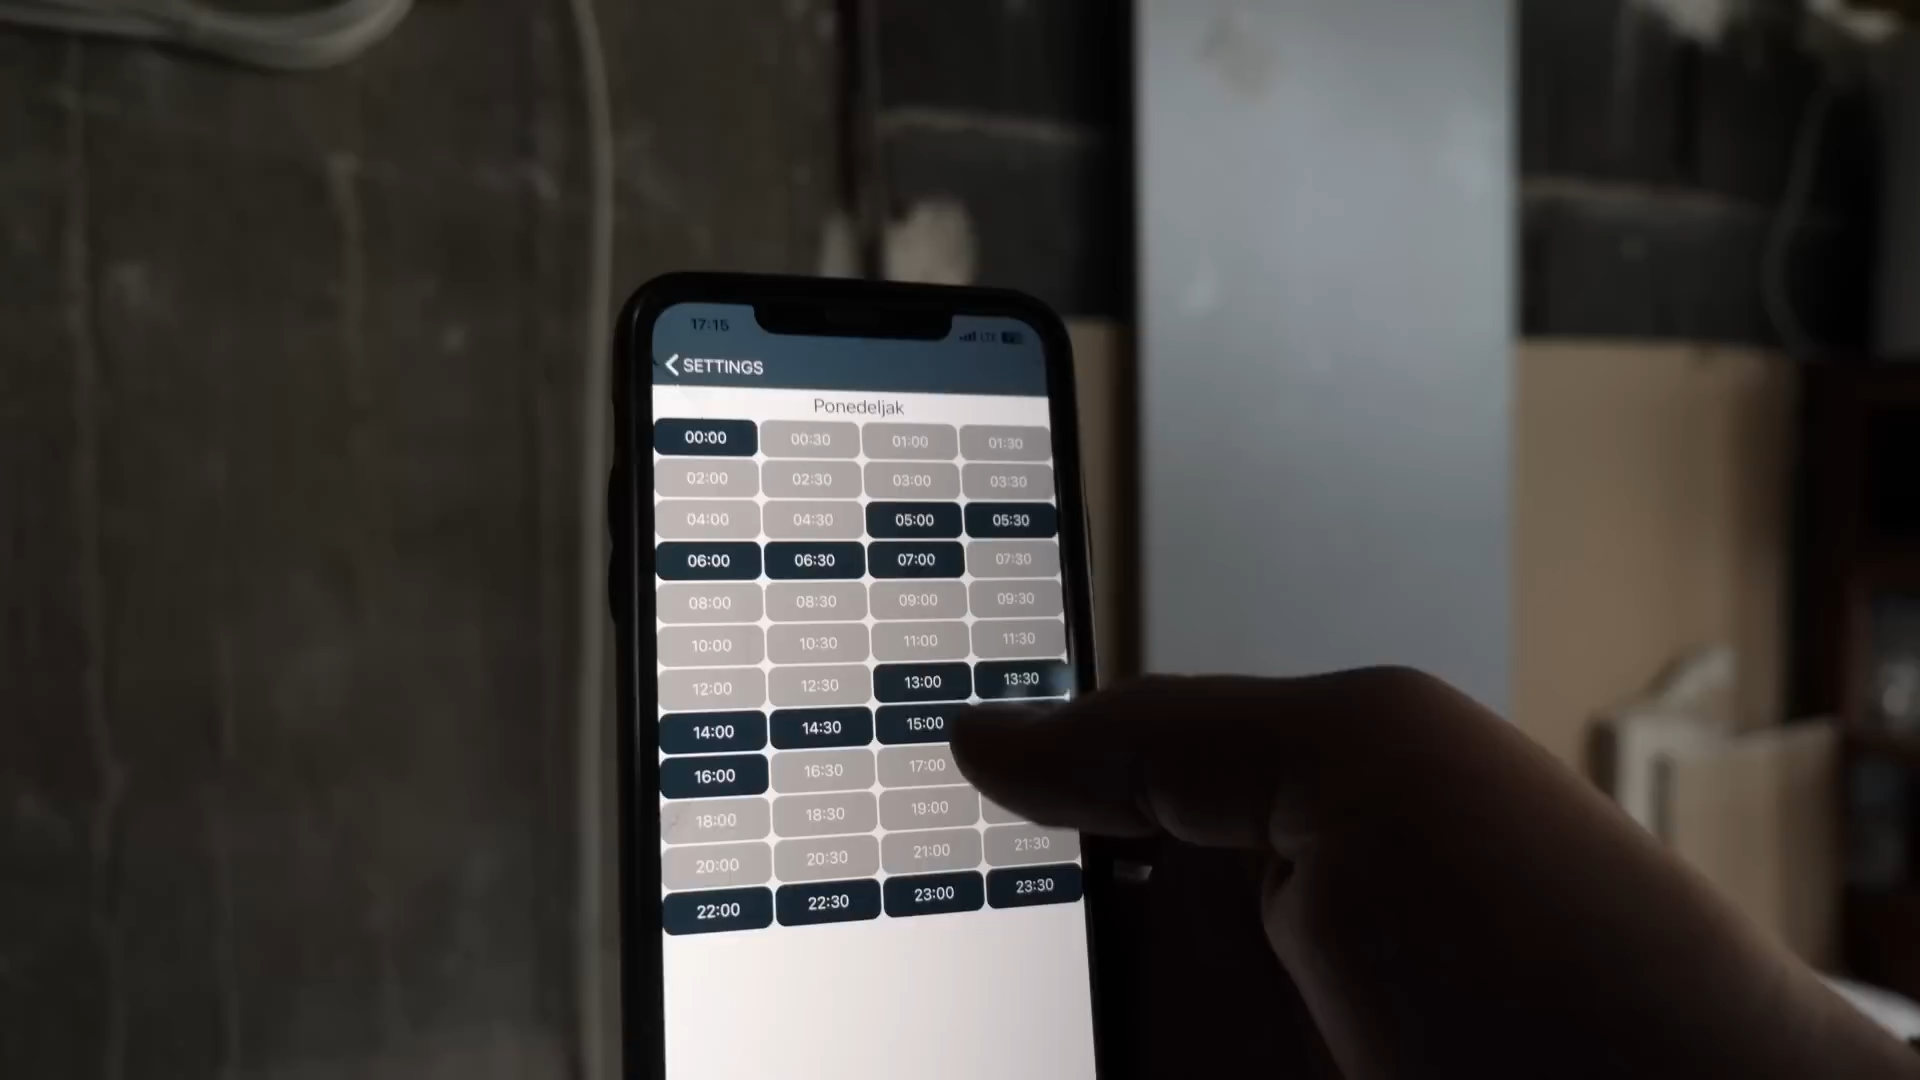 17:15 LTE
SETTINGS
Ponedeljak
00:00 00:30 01:00 01:30
02:00 02:30 03:00 03:30
04:00 04:30 05:00 05:30
06:00 06:30 07:00 07:30
08:00 08:30 09:00 09:30
10:00 10:30 11:00 11:30
12:00 12:30 13:00 13:30
14:00 14:30 15:00
16:00 16:30 17:00
18:00 18:30 19:00
20:00 20:30 21:00 21:30
22:00 22:30 23:00 23:30